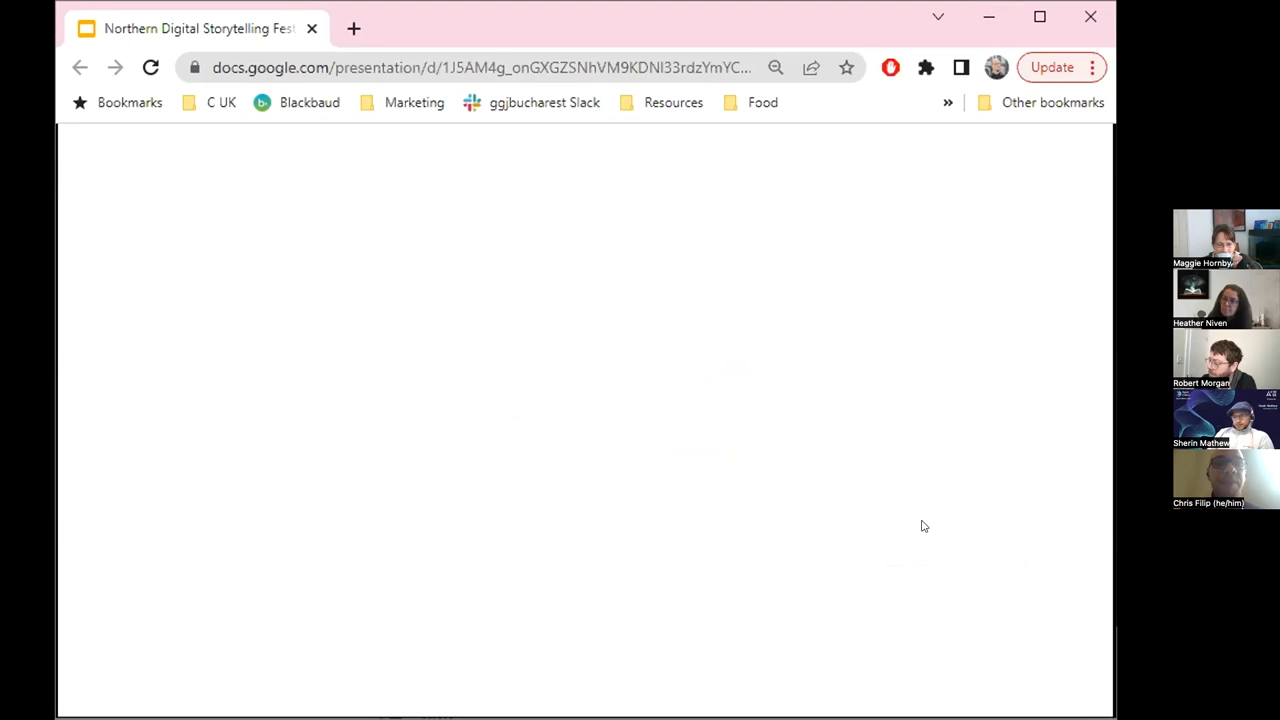 Northern Digital Storytelling Fest
docs.google.com/presentation/d/1J5AM4g_onGXGZSNhVM9KDNI33rdzYmYC...
Update
Bookmarks
C UK
Blackbaud
Marketing
ggjbucharest Slack
Resources
Food
»
Other bookmarks
Maggie Hornby
Heather Niven
Robert Morgan
Sherin Mathew
Chris Filip (he/him)